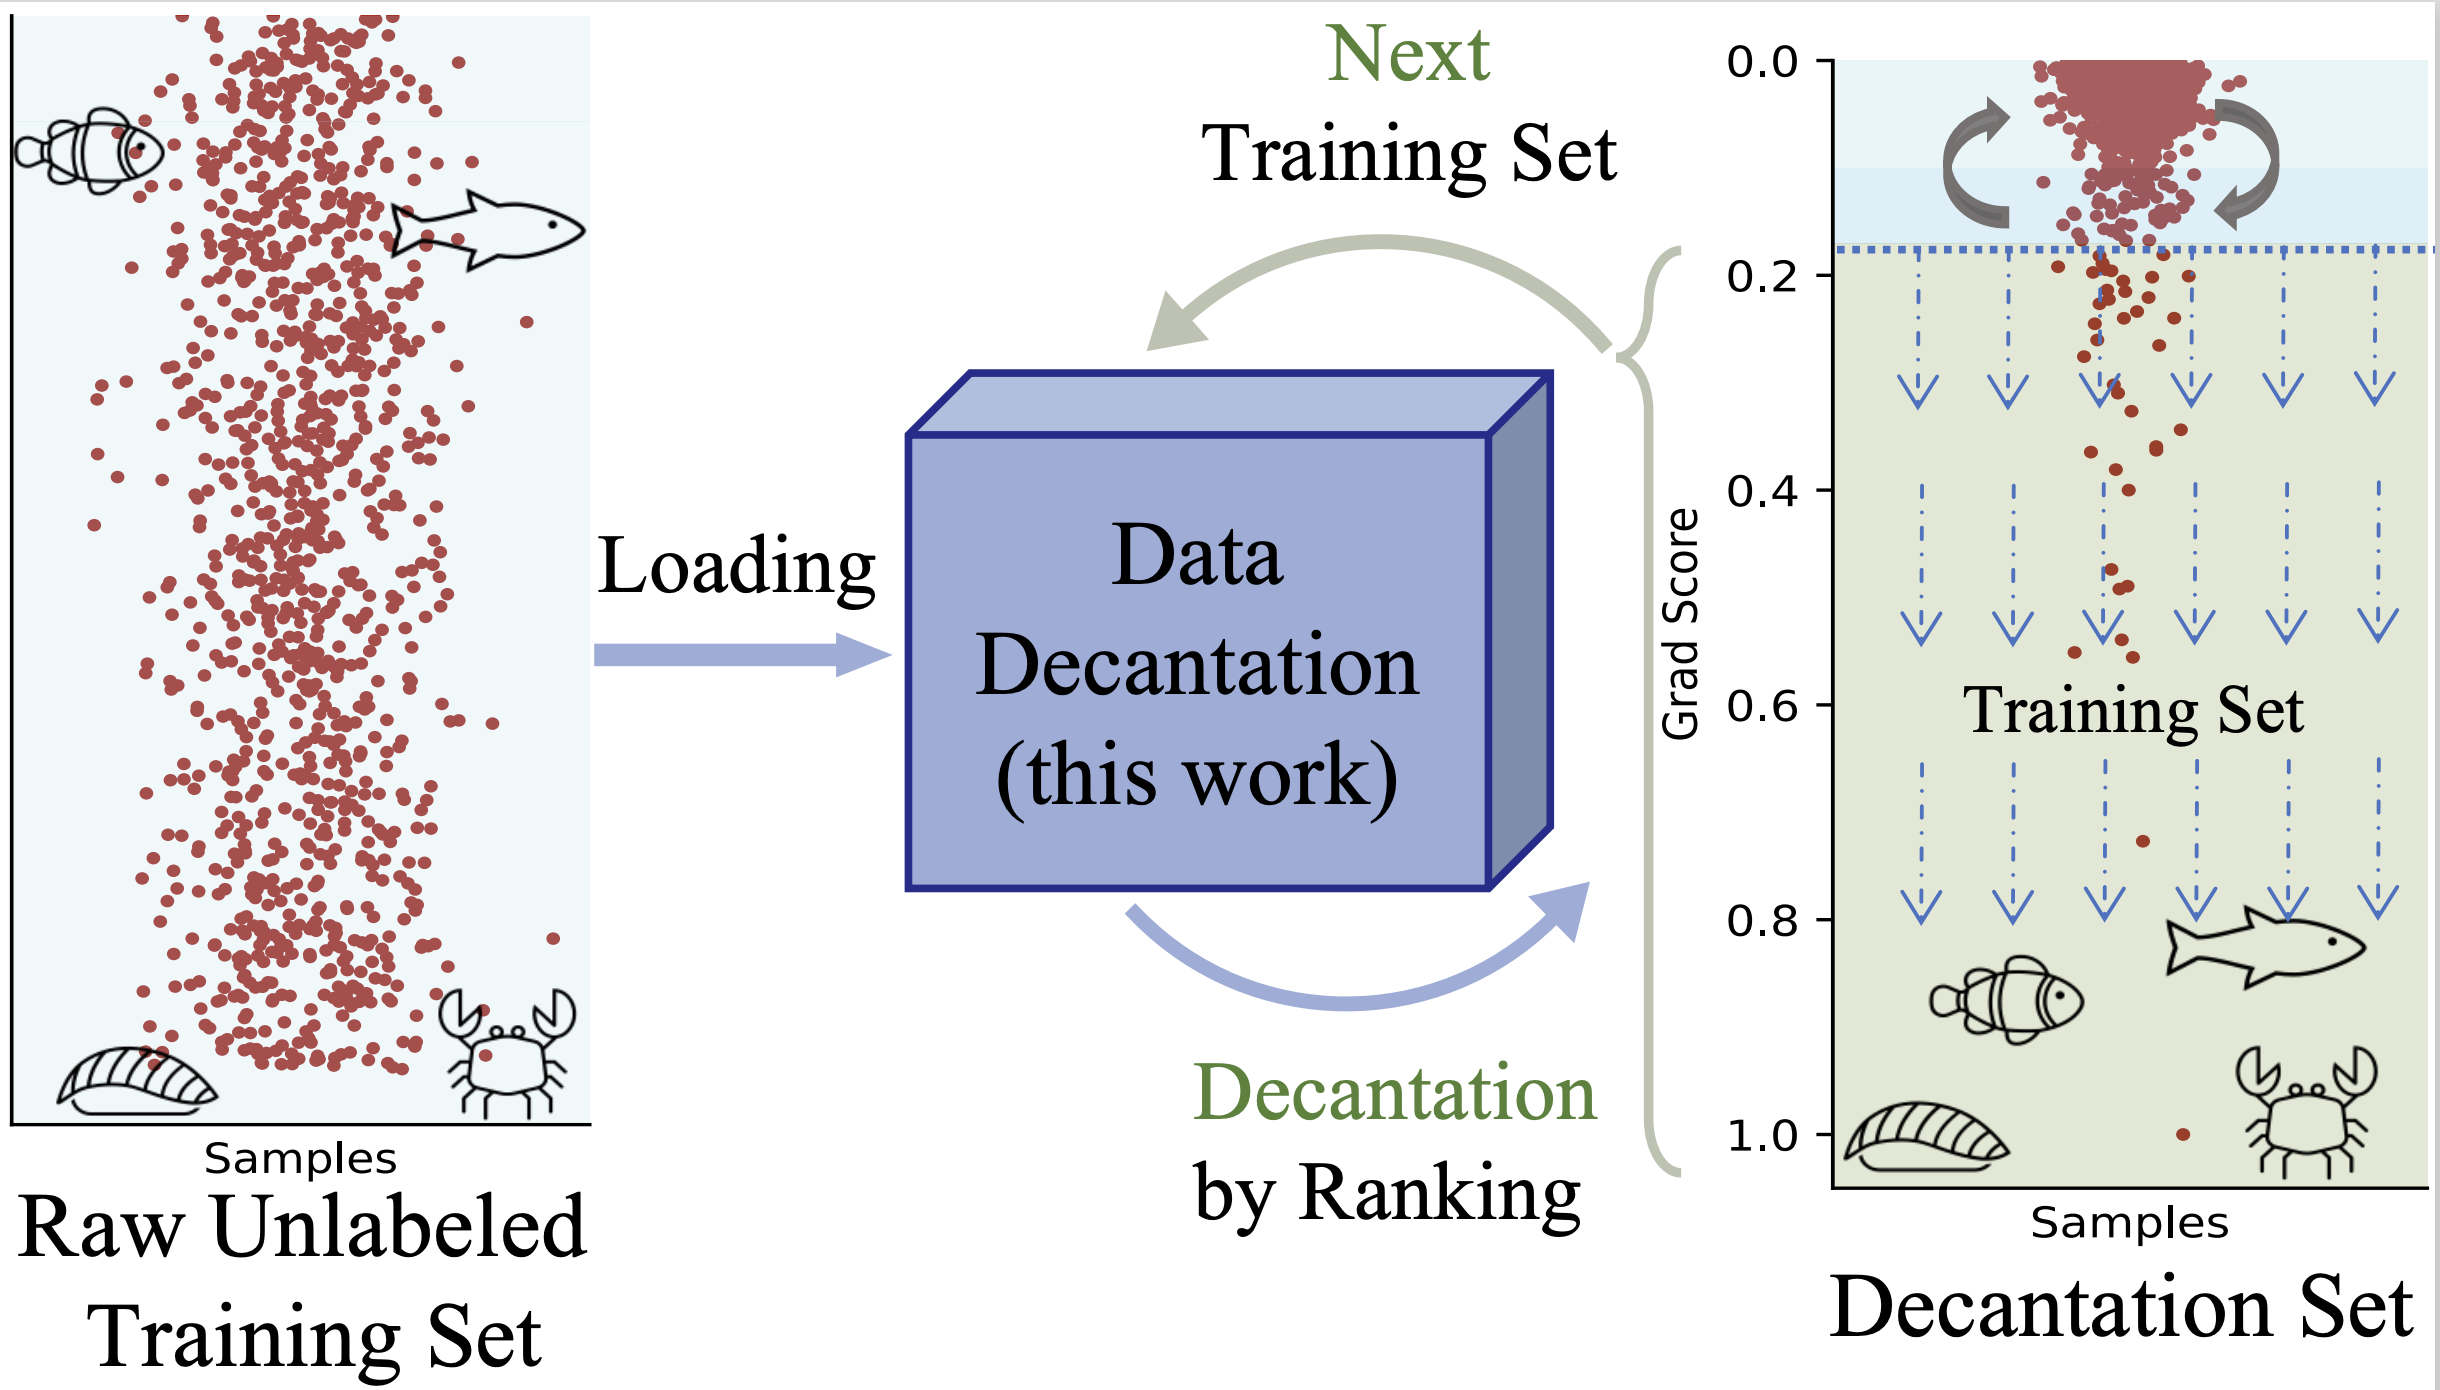 Samples
Raw Unlabeled
Training Set
Loading
Next
Training Set
Data
Decantation
(this work)
Decantation
by Ranking
Grad Score
0.0
0.2
0.4
0.6
0.8
1.0
Training Set
Samples
Decantation Set